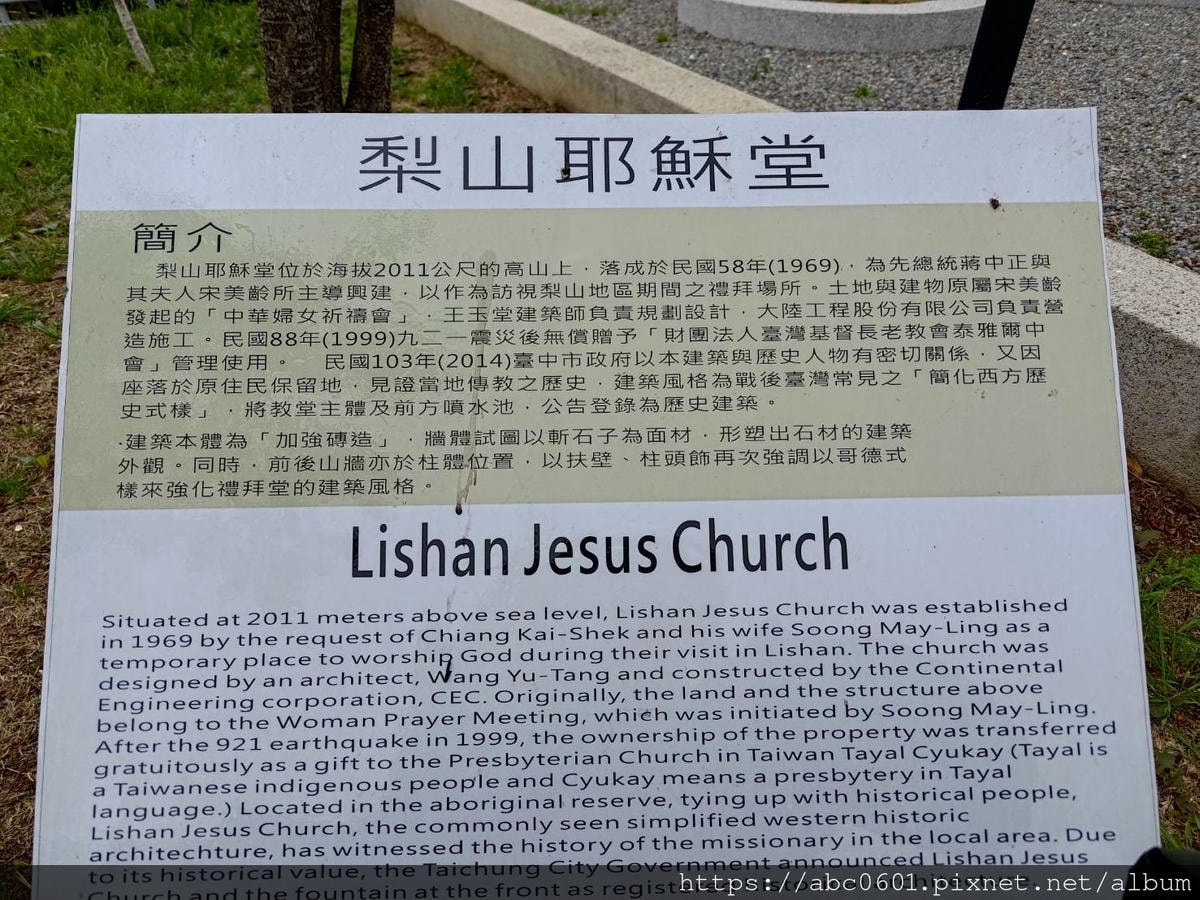 梨山耶穌堂
簡介
梨山耶穌堂位於海拔2011公尺的高山上，落成於民國58年(1969)，為先總統蔣中正與
其夫人宋美齡所主導興建，以作為訪視梨山地區期間之禮拜場所。土地與建物原屬宋美齡
發起的「中華婦女祈禱會」，王玉堂建築師負責規劃設計，大陸工程股份有限公司負責營
造施工。民國88年(1999)九二一震災後無償贈予「財團法人臺灣基督長老教會泰雅爾中
會」管理使用。　民國103年(2014)臺中市政府以本建築與歷史人物有密切關係，又因
座落於原住民保留地，見證當地傳教之歷史，建築風格為戰後臺灣常見之「簡化西方歷
史式樣」，將教堂主體及前方噴水池，公告登錄為歷史建築。
·建築本體為「加強磚造」，牆體試圖以斬石子為面材，形塑出石材的建築
外觀。同時，前後山牆亦於柱體位置，以扶壁、柱頭飾再次強調以哥德式
樣來強化禮拜堂的建築風格。
Lishan Jesus Church
Situated at 2011 meters above sea level, Lishan Jesus Church was established
in 1969 by the request of Chiang Kai-Shek and his wife Soong May-Ling as a
temporary place to worship God during their visit in Lishan. The church was
designed by an architect, Wang Yu-Tang and constructed by the Continental
Engineering corporation, CEC. Originally, the land and the structure above
belong to the Woman Prayer Meeting, which was initiated by Soong May-Ling.
After the 921 earthquake in 1999, the ownership of the property was transferred
gratuitously as a gift to the Presbyterian Church in Taiwan Tayal Cyukay (Tayal is
a Taiwanese indigenous people and Cyukay means a presbytery in Tayal
language.) Located in the aboriginal reserve, tying up with historical people,
Lishan Jesus Church, the commonly seen simplified western historic
architechture, has witnessed the history of the missionary in the local area. Due
to its historical value, the Taichung City Government announced Lishan Jesus
Church and the fountain at the front as
https://abc0601.pixnet.net/album